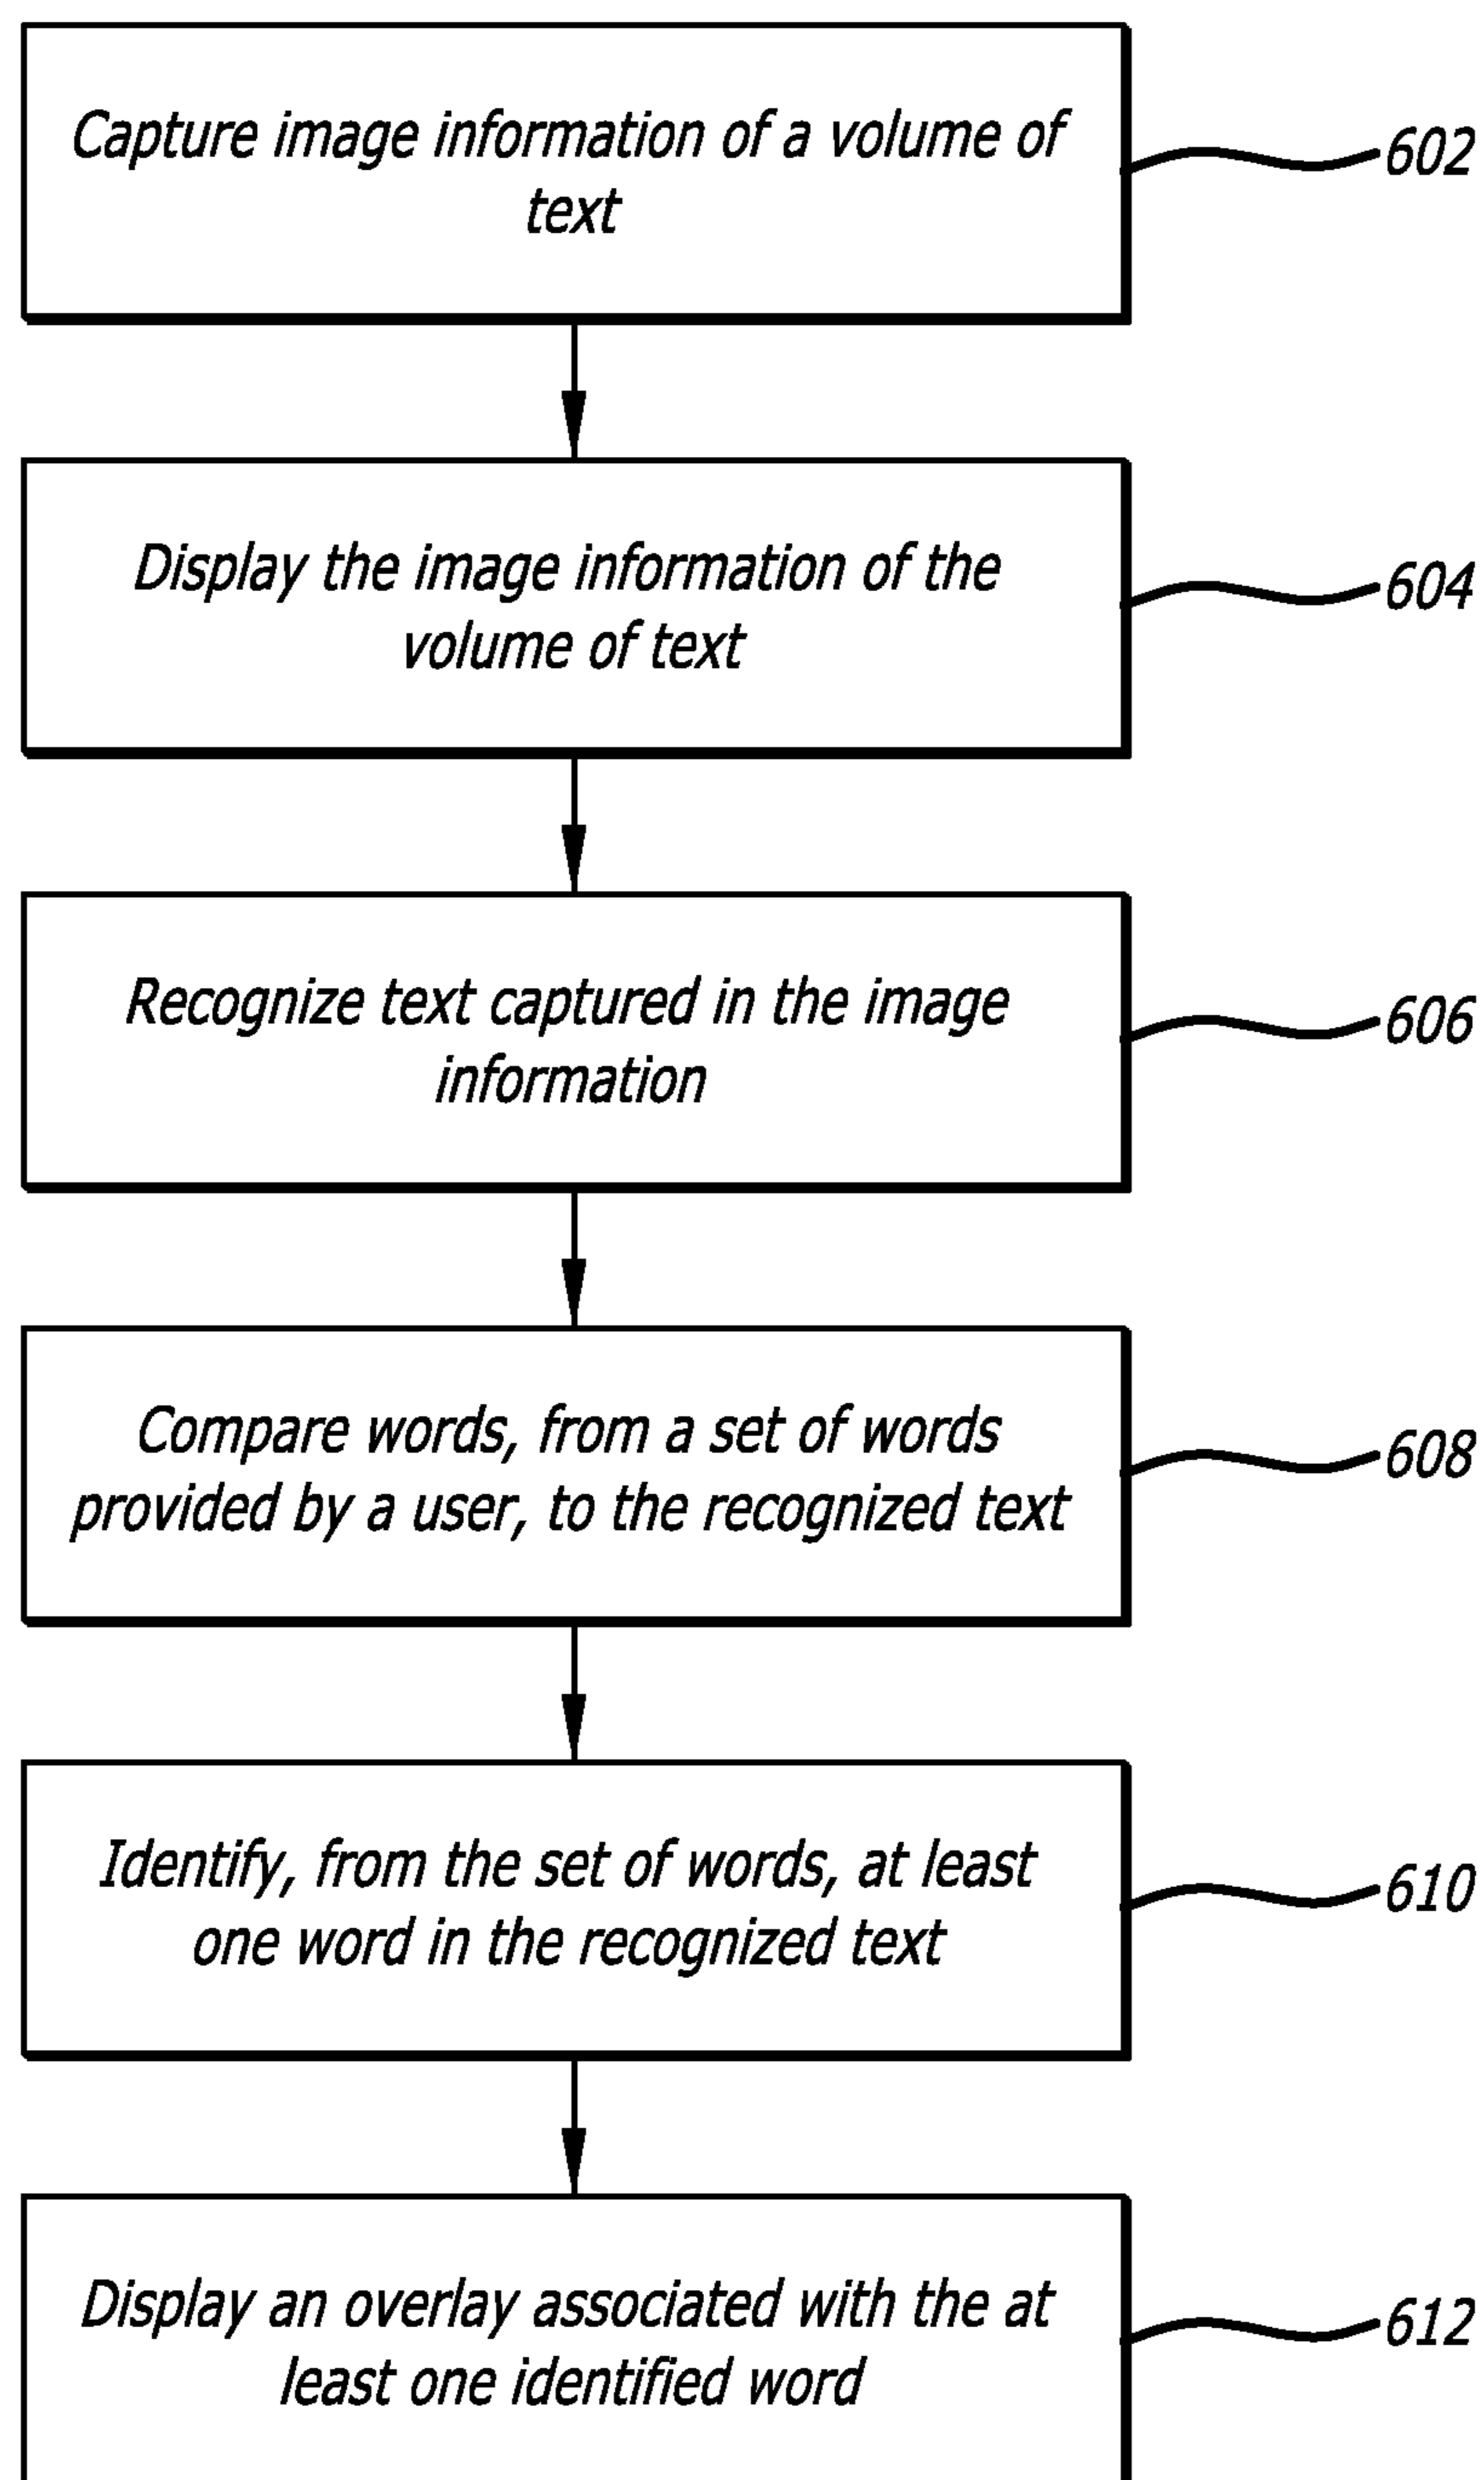 Capture image information of a volume of
text
602
Display the image information of the
volume of text
604
Recognize text captured in the image
information
606
Compare words, from a set of words
provided by a user, to the recognized text
608
Identify, from the set of words, at least
one word in the recognized text
610
Display an overlay associated with the at
least one identified word
612